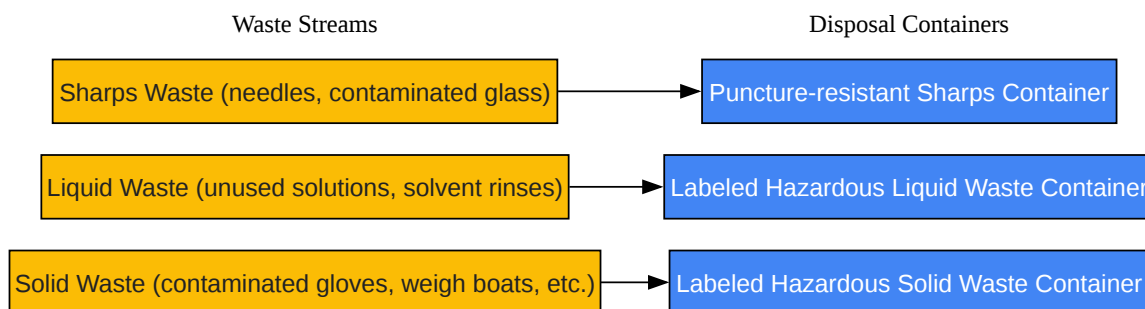 Waste Streams
Disposal Containers
Sharps Waste (needles, contaminated glass)
Puncture-resistant Sharps Container
Liquid Waste (unused solutions, solvent rinses)
Labeled Hazardous Liquid Waste Container
Solid Waste (contaminated gloves, weigh boats, etc.)
Labeled Hazardous Solid Waste Container